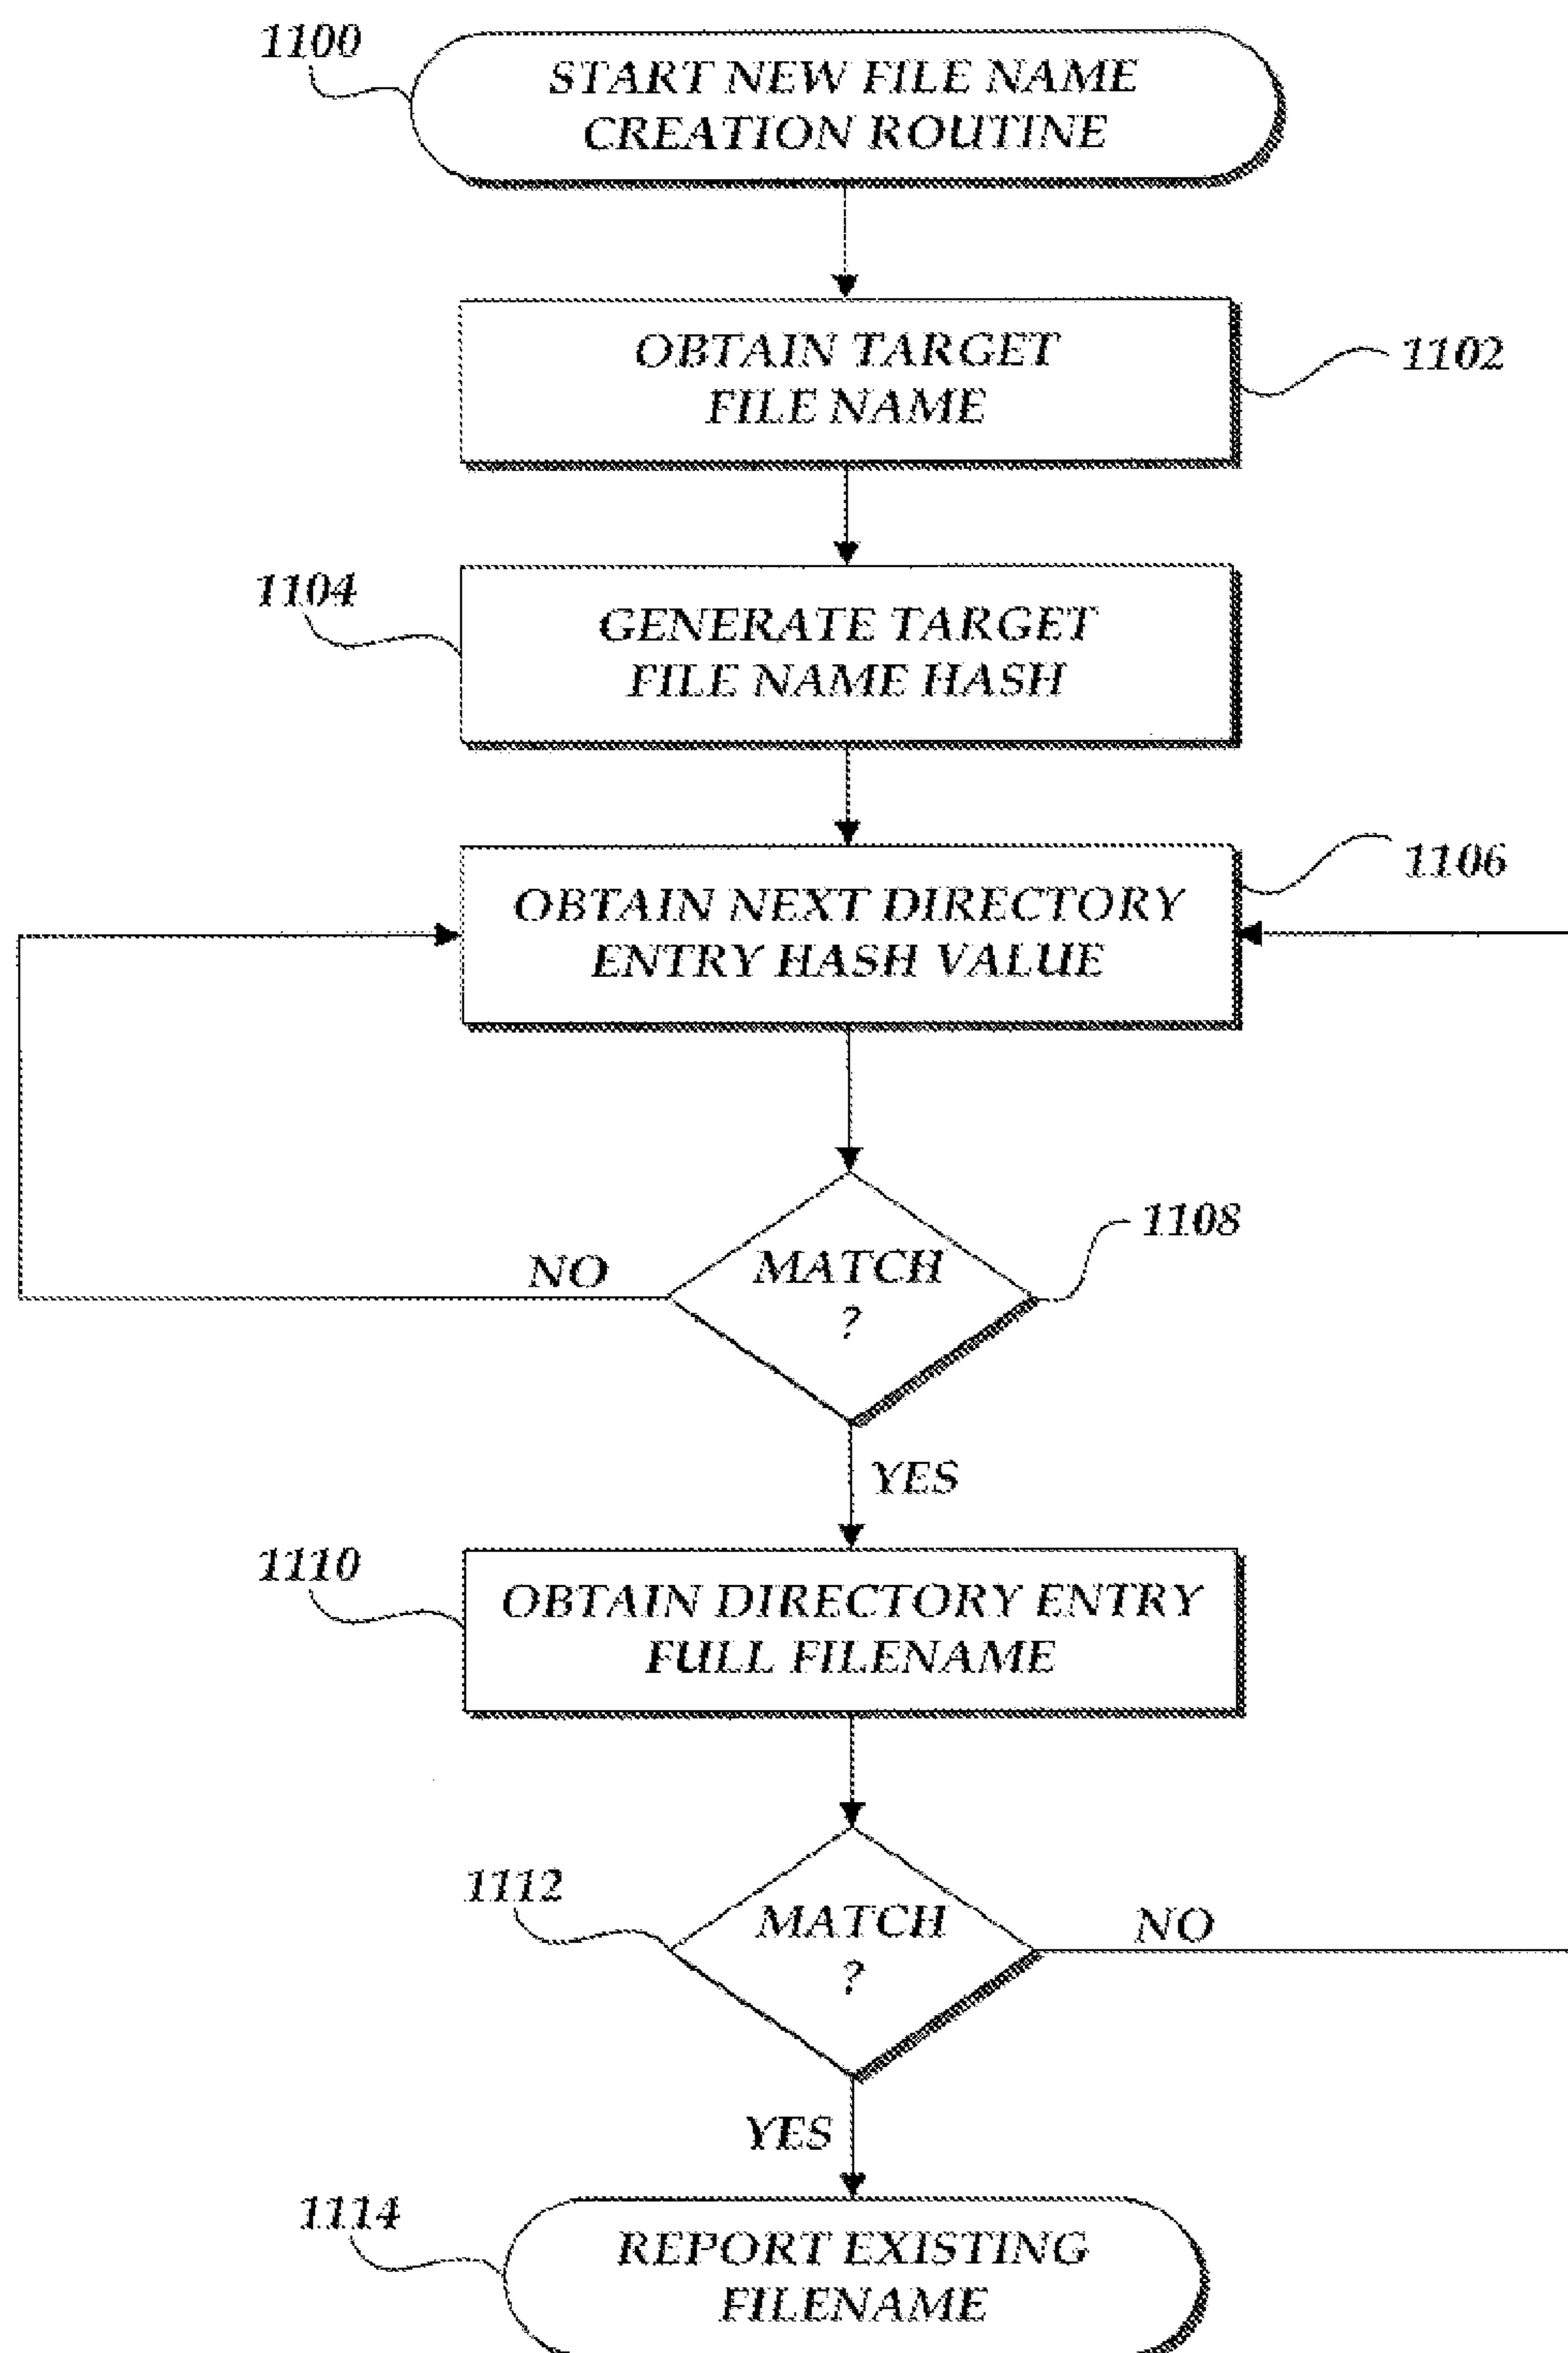 1100
START NEW FILE NAME
CREATION ROUTINE
OBTAIN TARGET
FILE NAME
1102
1104
GENERATE TARGET
FILE NAME HASH
1106
OBTAIN NEXT DIRECTORY
ENTRY HASH VALUE
1108
NO
MATCH
?
YES
1110
OBTAIN DIRECTORY ENTRY
FULL FILENAME
1112
MATCH
?
NO
YES
1114
REPORT EXISTING
FILENAME